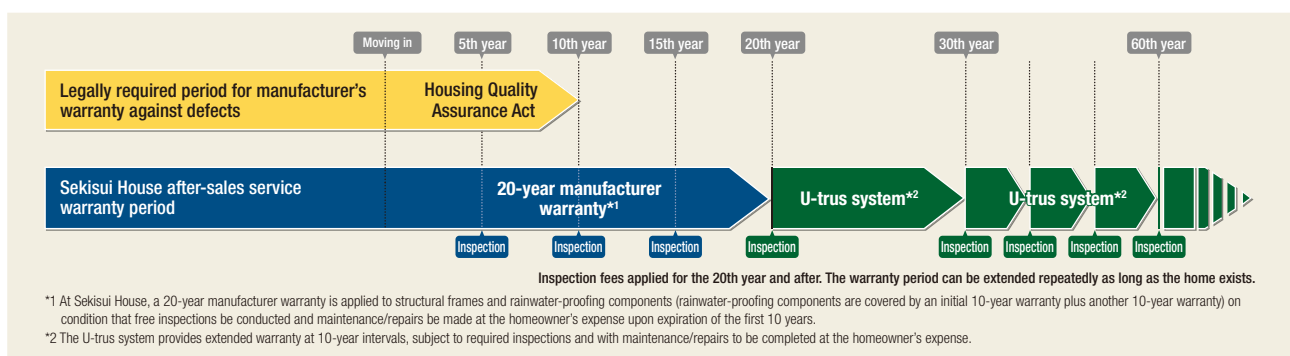 Moving in 5th year 10th year 15th year 20th year 30th year 60th year
Legally required period for manufacturer's
warranty against defects
Housing Quality
Assurance Act
Sekisui House after-sales service
warranty period
20-year manufacturer
warranty*1
U-trus system*2
U-trus system*2
Inspection Inspection Inspection Inspection Inspection Inspection Inspection Inspection
Inspection fees applied for the 20th year and after. The warranty period can be extended repeatedly as long as the home exists.
*1 At Sekisui House, a 20-year manufacturer warranty is applied to structural frames and rainwater-proofing components (rainwater-proofing components are covered by an initial 10-year warranty plus another 10-year warranty) on
condition that free inspections be conducted and maintenance/repairs be made at the homeowner's expense upon expiration of the first 10 years.
*2 The U-trus system provides extended warranty at 10-year intervals, subject to required inspections and with maintenance/repairs to be completed at the homeowner's expense.